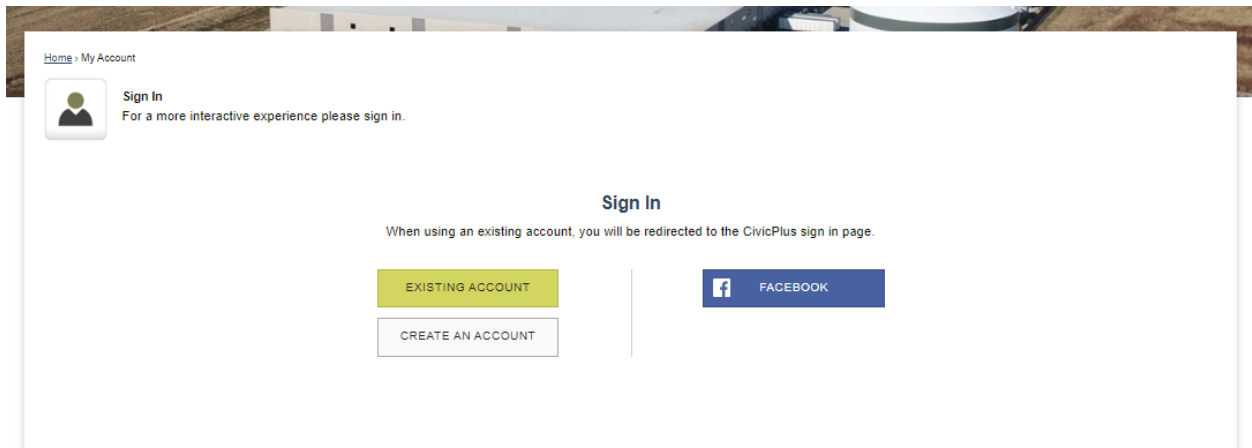 Home › My Account
Sign In
For a more interactive experience please sign in.
Sign In
When using an existing account, you will be redirected to the CivicPlus sign in page.
EXISTING ACCOUNT
FACEBOOK
CREATE AN ACCOUNT